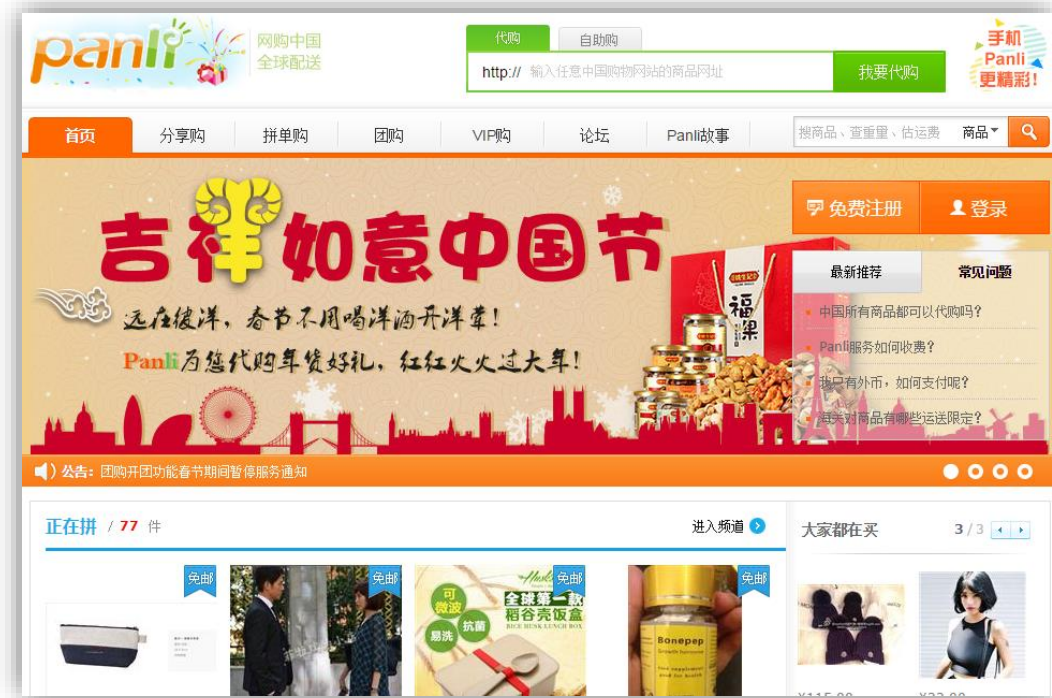 panli
网购中国
全球配送
代购
自助购
http:// 输入任意中国购物网站的商品网址
我要代购
手机
Panli
更精彩!
首页
分享购
拼单购
团购
VIP购
论坛
Panli故事
搜商品、查重量、估运费
商品
吉祥如意中国节
远在彼洋，春节不用喝洋酒开洋荤！
Panli为您代购年货好礼，红红火火过大年！
福
果
免费注册
登录
最新推荐
常见问题
中国所有商品都可以代购吗?
Panli服务如何收费?
我只有外币，如何支付呢?
海关对商品有哪些运送限定?
公告：团购开团功能春节期间暂停服务通知
正在拼 / 77 件
进入频道
大家都在买
3 / 3
免邮
免邮
免邮
免邮
可
微波
易洗
抗菌
全球第一款
稻谷壳饭盒
RICE HUSK LUNCH BOX
Bonepep
Growth hormone
¥115.00